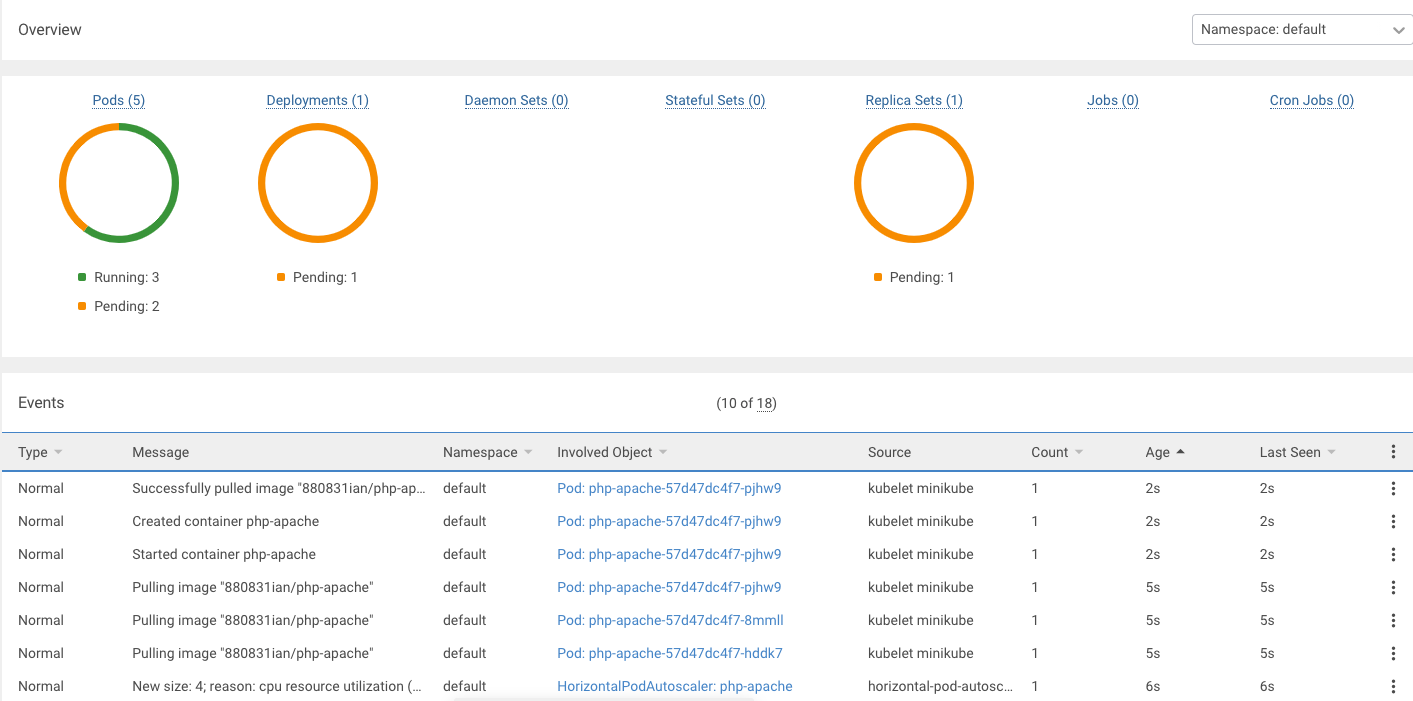 Overview
Namespace: default
Pods (5) Deployments (1) Daemon Sets (0) Stateful Sets (0) Replica Sets (1) Jobs (0) Cron Jobs (0)
Running: 3 Pending: 1 Pending: 1
Pending: 2
Events (10 of 18)
Type Message Namespace Involved Object Source Count Age Last Seen
Normal Successfully pulled image "880831ian/php-ap... default Pod: php-apache-57d47dc4f7-pjhw9 kubelet minikube 1 2s 2s
Normal Created container php-apache default Pod: php-apache-57d47dc4f7-pjhw9 kubelet minikube 1 2s 2s
Normal Started container php-apache default Pod: php-apache-57d47dc4f7-pjhw9 kubelet minikube 1 2s 2s
Normal Pulling image "880831ian/php-apache" default Pod: php-apache-57d47dc4f7-pjhw9 kubelet minikube 1 5s 5s
Normal Pulling image "880831ian/php-apache" default Pod: php-apache-57d47dc4f7-8mmll kubelet minikube 1 5s 5s
Normal Pulling image "880831ian/php-apache" default Pod: php-apache-57d47dc4f7-hddk7 kubelet minikube 1 5s 5s
Normal New size: 4; reason: cpu resource utilization (... default HorizontalPodAutoscaler: php-apache horizontal-pod-autosc... 1 6s 6s